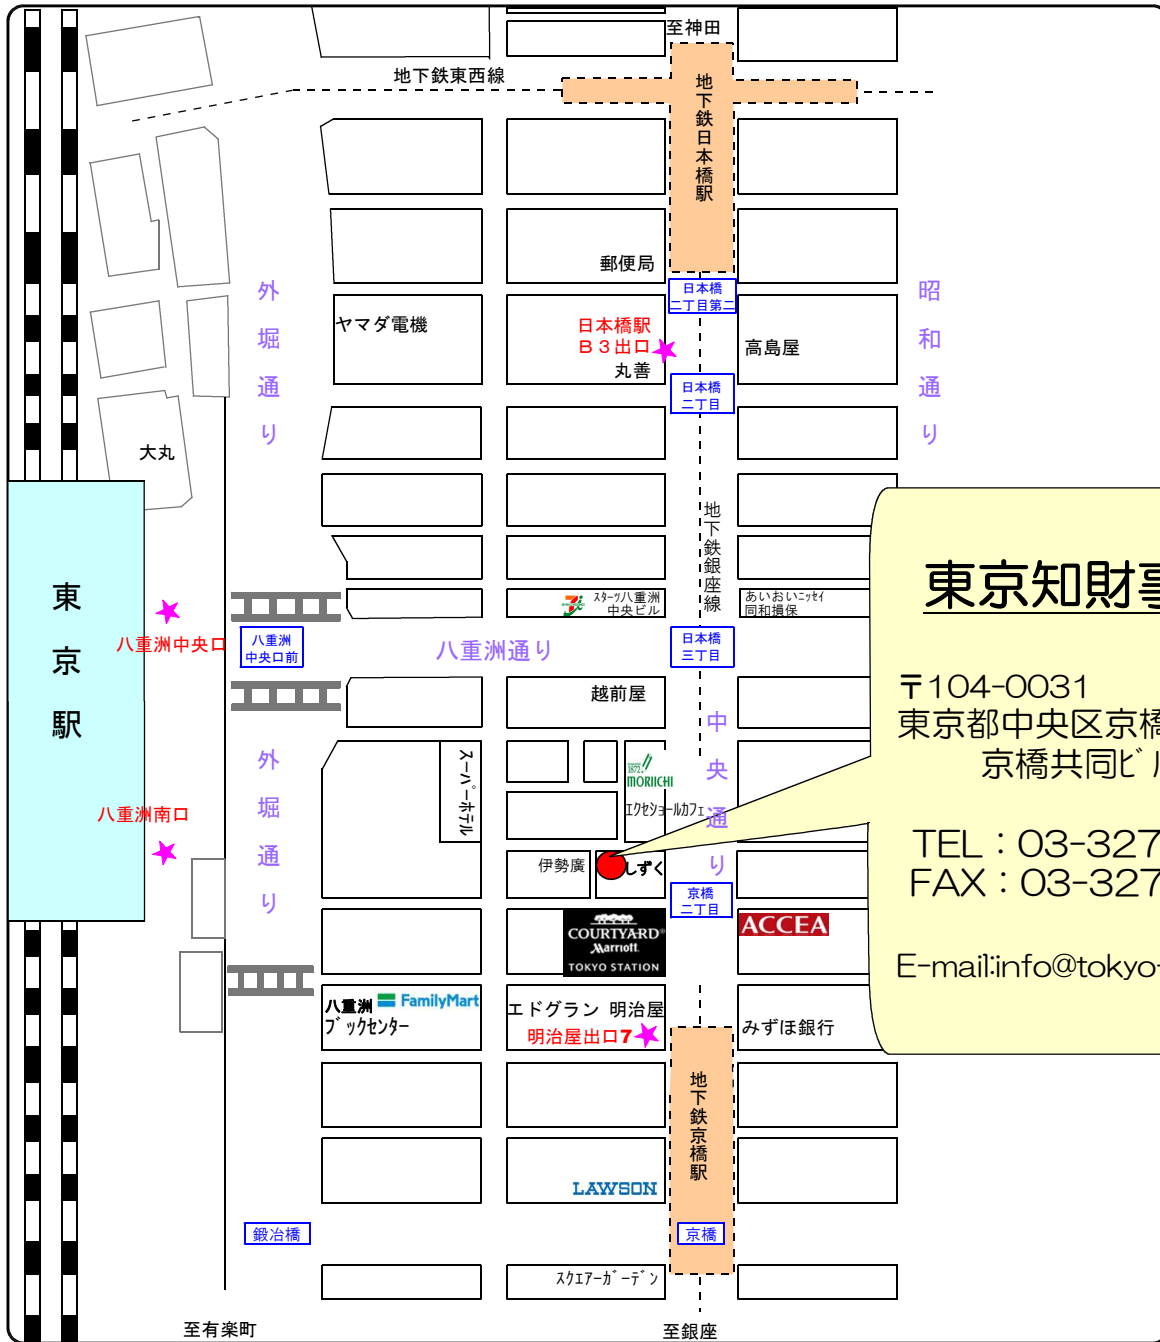 至神田
地下鉄東西線
地下鉄日本橋駅
郵便局
外堀通り
日本橋
二丁目第二
昭和通り
ヤマダ電機
日本橋駅
Ｂ３出口
丸善
高島屋
日本橋
二丁目
大丸
地下鉄銀座線
東京駅
スターツ八重洲
中央ビル
あいおいニッセイ
同和損保
八重洲中央口
八重洲
中央口前
八重洲通り
日本橋
三丁目
越前屋
中央通り
外堀通り
スーパーホテル
MORIICHI
エクセショールカフェ
八重洲南口
伊勢廣
しずく
京橋
二丁目
COURTYARD®
Marriott
TOKYO STATION
ACCEA
八重洲
ブックセンター
FamilyMart
エドグラン 明治屋
明治屋出口7
みずほ銀行
地下鉄京橋駅
LAWSON
鍛冶橋
京橋
スクエアーガーデン
至有楽町
至銀座
東京知財事
〒104-0031
東京都中央区京橋
京橋共同ビル
TEL：03-327
FAX：03-327
E-mail:info@tokyo-